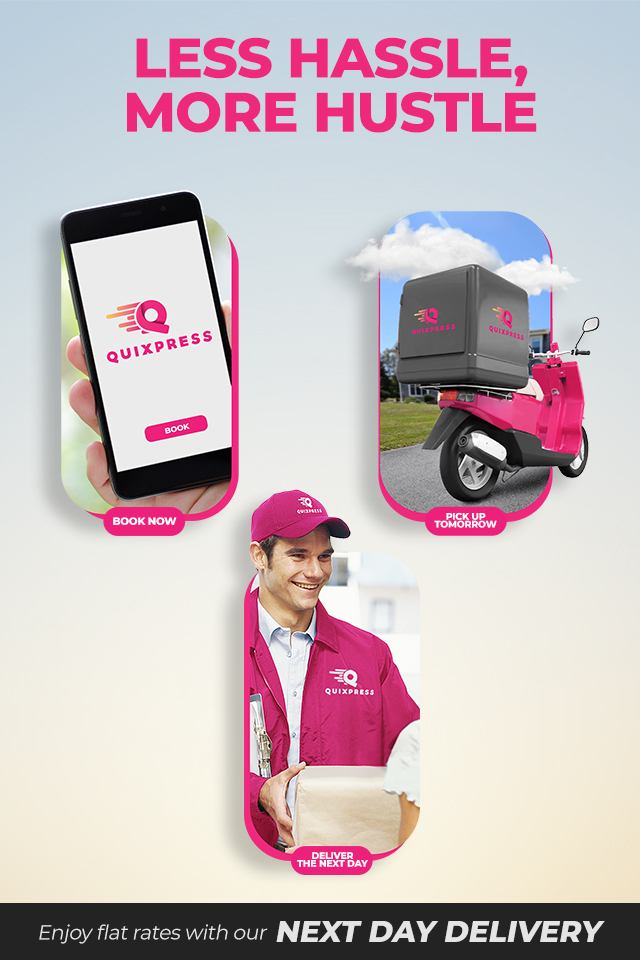 LESS HASSLE,
MORE HUSTLE
QUIXPRESS
BOOK
BOOK NOW
QUIXPRESS
QUIXPRESS
PICK UP
TOMORROW
QUIXPRESS
QUIXPRESS
DELIVER
THE NEXT DAY
Enjoy flat rates with our NEXT DAY DELIVERY